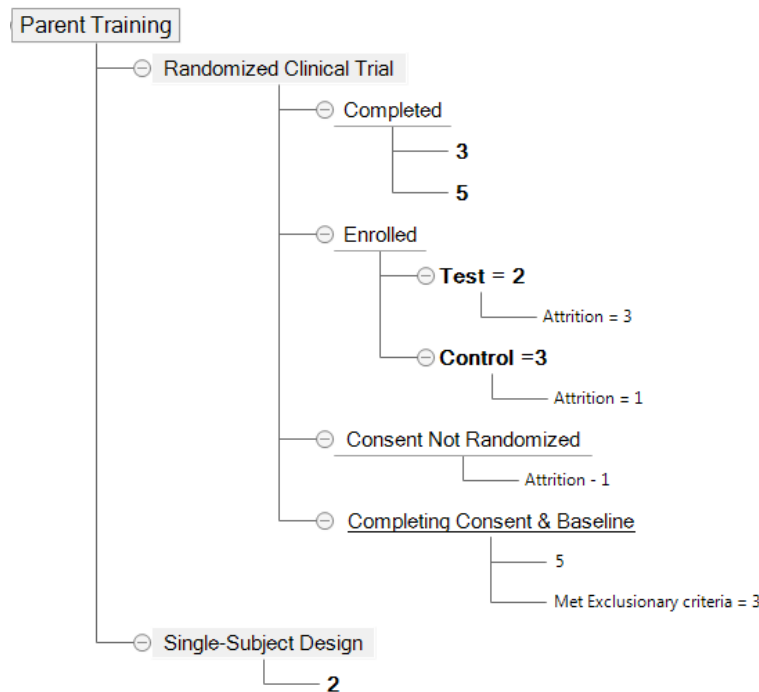 Parent Training
Randomized Clinical Trial
Completed
3
5
Enrolled
Test = 2
Attrition = 3
Control =3
Attrition = 1
Consent Not Randomized
Attrition - 1
Completing Consent & Baseline
5
Met Exclusionary criteria = 3
Single-Subject Design
2